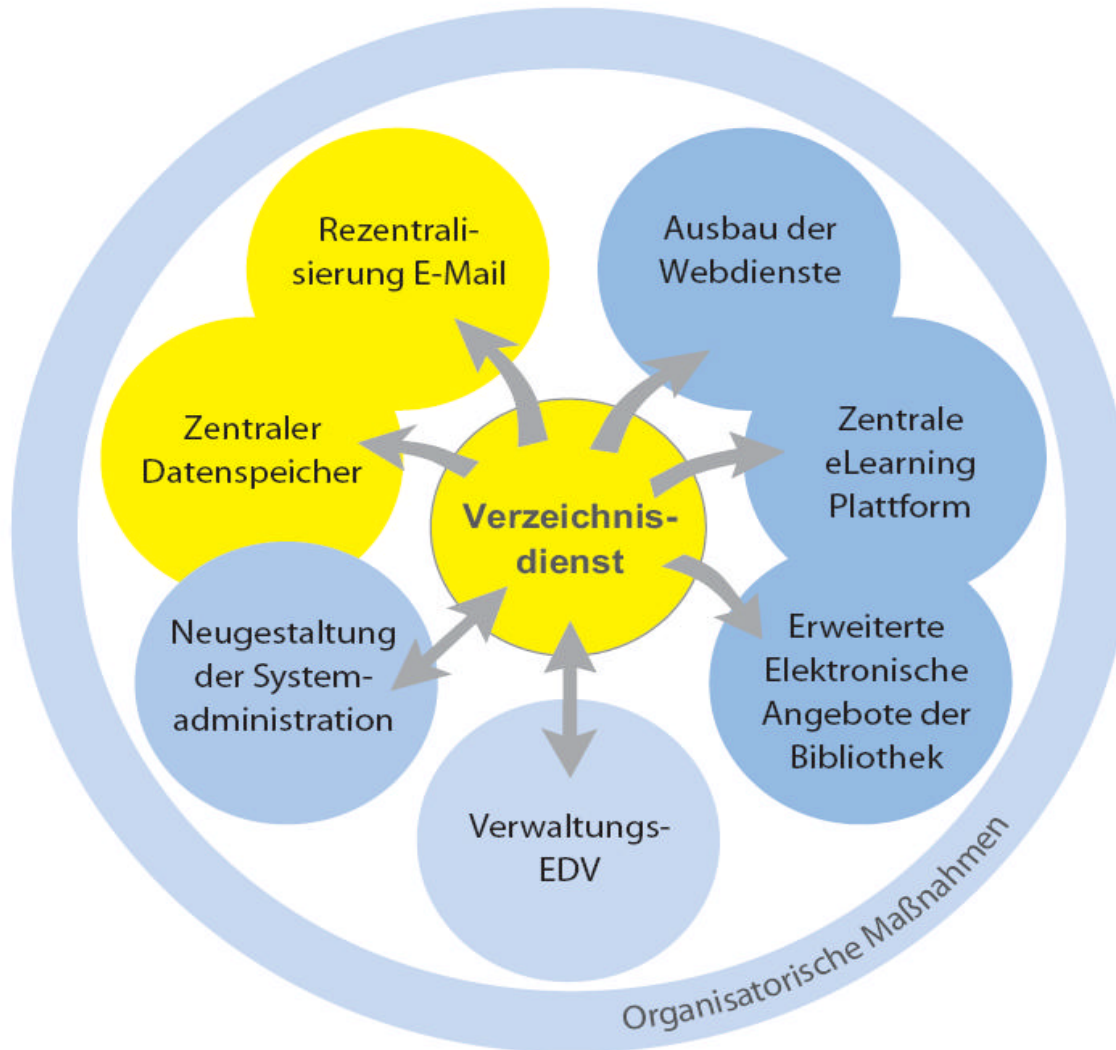 Rezentrali-
sierung E-Mail
Ausbau der
Webdienste
Zentraler
Datenspeicher
Zentrale
eLearning
Plattform
Verzeichnis-
dienst
Neugestaltung
der System-
administration
Erweiterte
Elektronische
Angebote der
Bibliothek
Verwaltungs-
EDV
Organisatorische Maßnahmen